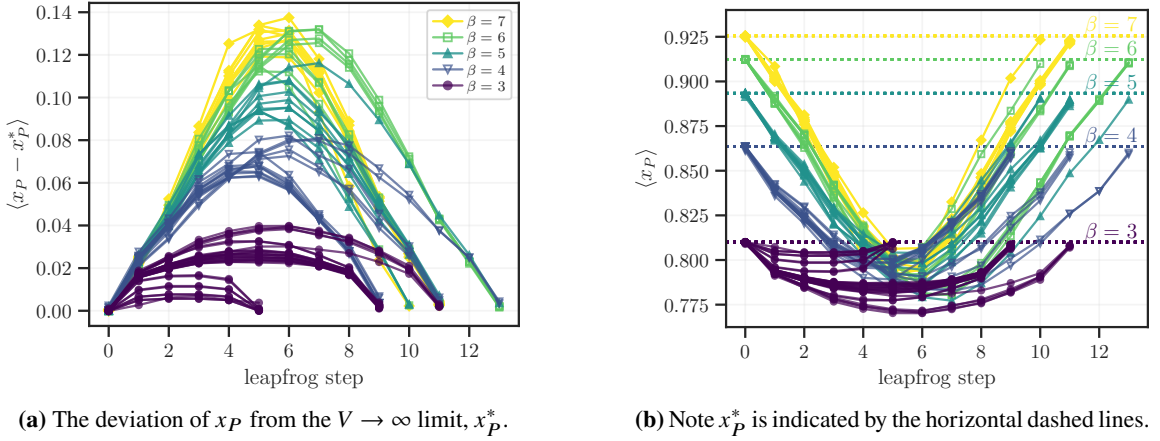 0.14
0.12
0.10
0.08
0.06
0.04
0.02
0.00
⟨x_P − x_P^*⟩
β = 7
β = 6
β = 5
β = 4
β = 3
0 2 4 6 8 10 12
leapfrog step
0.925
0.900
0.875
0.850
0.825
0.800
0.775
⟨x_P⟩
β = 7
β = 6
β = 5
β = 4
β = 3
0 2 4 6 8 10 12
leapfrog step
(a) The deviation of x_P from the V → ∞ limit, x_P^*.
(b) Note x_P^* is indicated by the horizontal dashed lines.